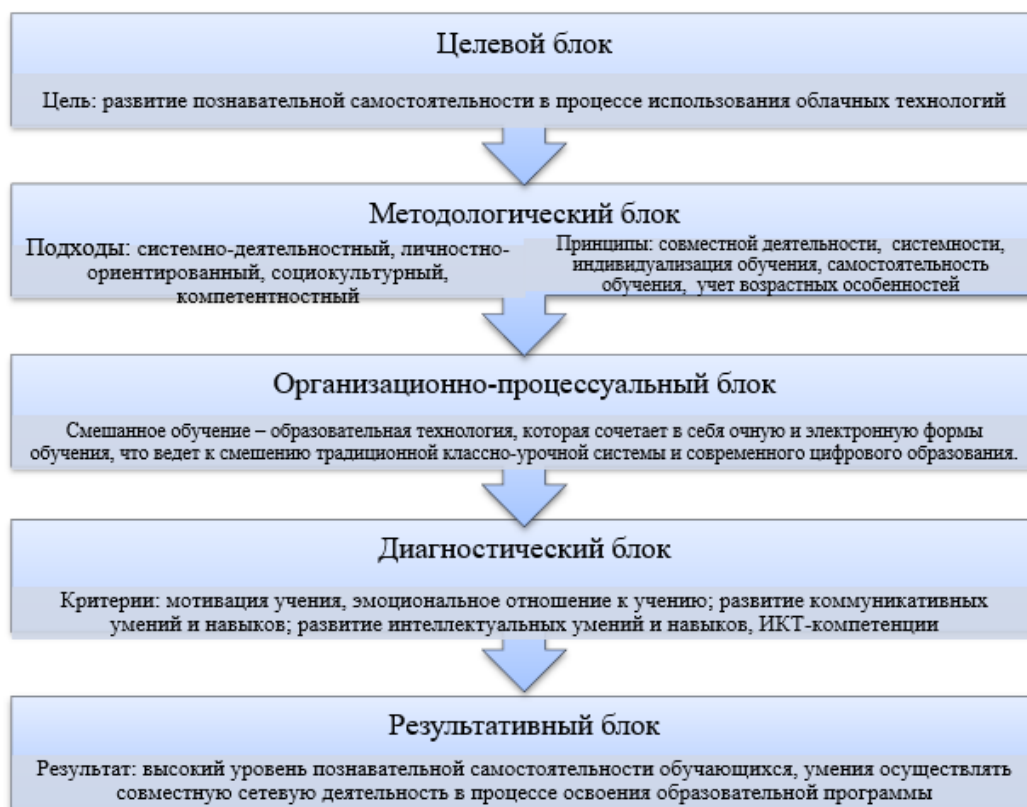 Целевой блок
Цель: развитие познавательной самостоятельности в процессе использования облачных технологий
Методологический блок
Подходы: системно-деятельностный, личностно-
ориентированный, социокультурный,
компетентностный
Принципы: совместной деятельности, системности,
индивидуализация обучения, самостоятельность
обучения, учет возрастных особенностей
Организационно-процессуальный блок
Смешанное обучение – образовательная технология, которая сочетает в себя очную и электронную формы
обучения, что ведет к смешению традиционной классно-урочной системы и современного цифрового образования.
Диагностический блок
Критерии: мотивация учения, эмоциональное отношение к учению; развитие коммуникативных
умений и навыков; развитие интеллектуальных умений и навыков, ИКТ-компетенции
Результативный блок
Результат: высокий уровень познавательной самостоятельности обучающихся, умения осуществлять
совместную сетевую деятельность в процессе освоения образовательной программы